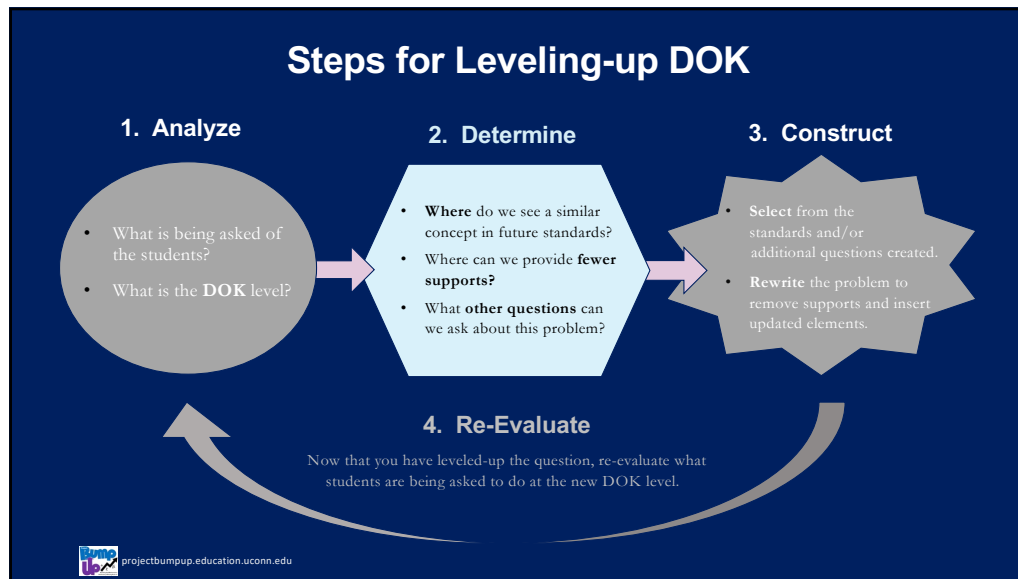 Steps for Leveling-up DOK
1. Analyze
• What is being asked of
the students?
• What is the DOK level?
2. Determine
• Where do we see a similar
concept in future standards?
• Where can we provide fewer
supports?
• What other questions can
we ask about this problem?
3. Construct
• Select from the
standards and/or
additional questions created.
• Rewrite the problem to
remove supports and insert
updated elements.
4. Re-Evaluate
Now that you have leveled-up the question, re-evaluate what
students are being asked to do at the new DOK level.
Bump
Up
projectbumpup.education.uconn.edu